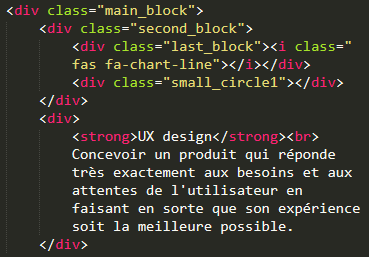 <div class="main_block">
<div class="second_block">
<div class="last_block"><i class="
fas fa-chart-line"></i></div>
<div class="small_circle1"></div>
</div>
<div>
<strong>UX design</strong><br>
Concevoir un produit qui réponde
très exactement aux besoins et aux
attentes de l'utilisateur en
faisant en sorte que son expérience
soit la meilleure possible.
</div>